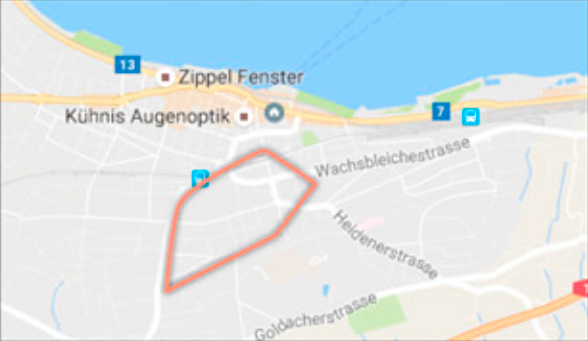 13
Zippel Fenster
Kühnis Augenoptik
7
Wachsbleichestrasse
Heidenerstrasse
Goldacherstrasse